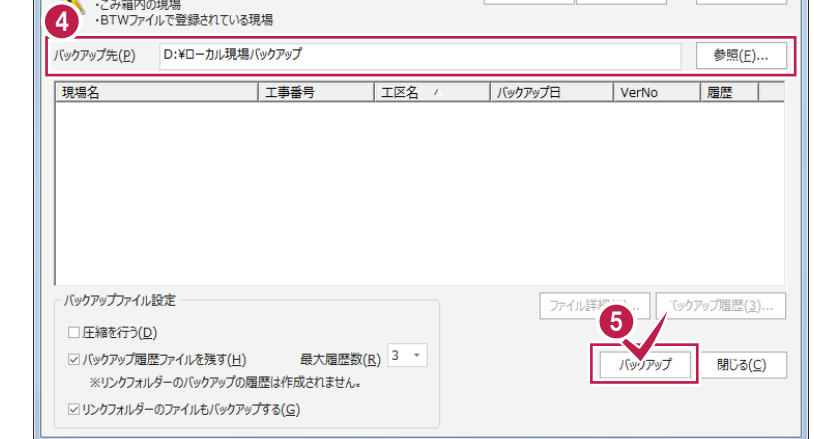 ・ごみ箱内の現場
・BTWファイルで登録されている現場
4
バックアップ先(P) D:¥ローカル現場バックアップ 参照(F)...
現場名 工事番号 工区名 バックアップ日 VerNo 履歴
バックアップファイル設定
ファイル詳細 ... バックアップ履歴(3)...
5
圧縮を行う(D)
バックアップ履歴ファイルを残す(H) 最大履歴数(R) 3
バックアップ 閉じる(C)
※リンクフォルダーのバックアップの履歴は作成されません。
リンクフォルダーのファイルもバックアップする(G)